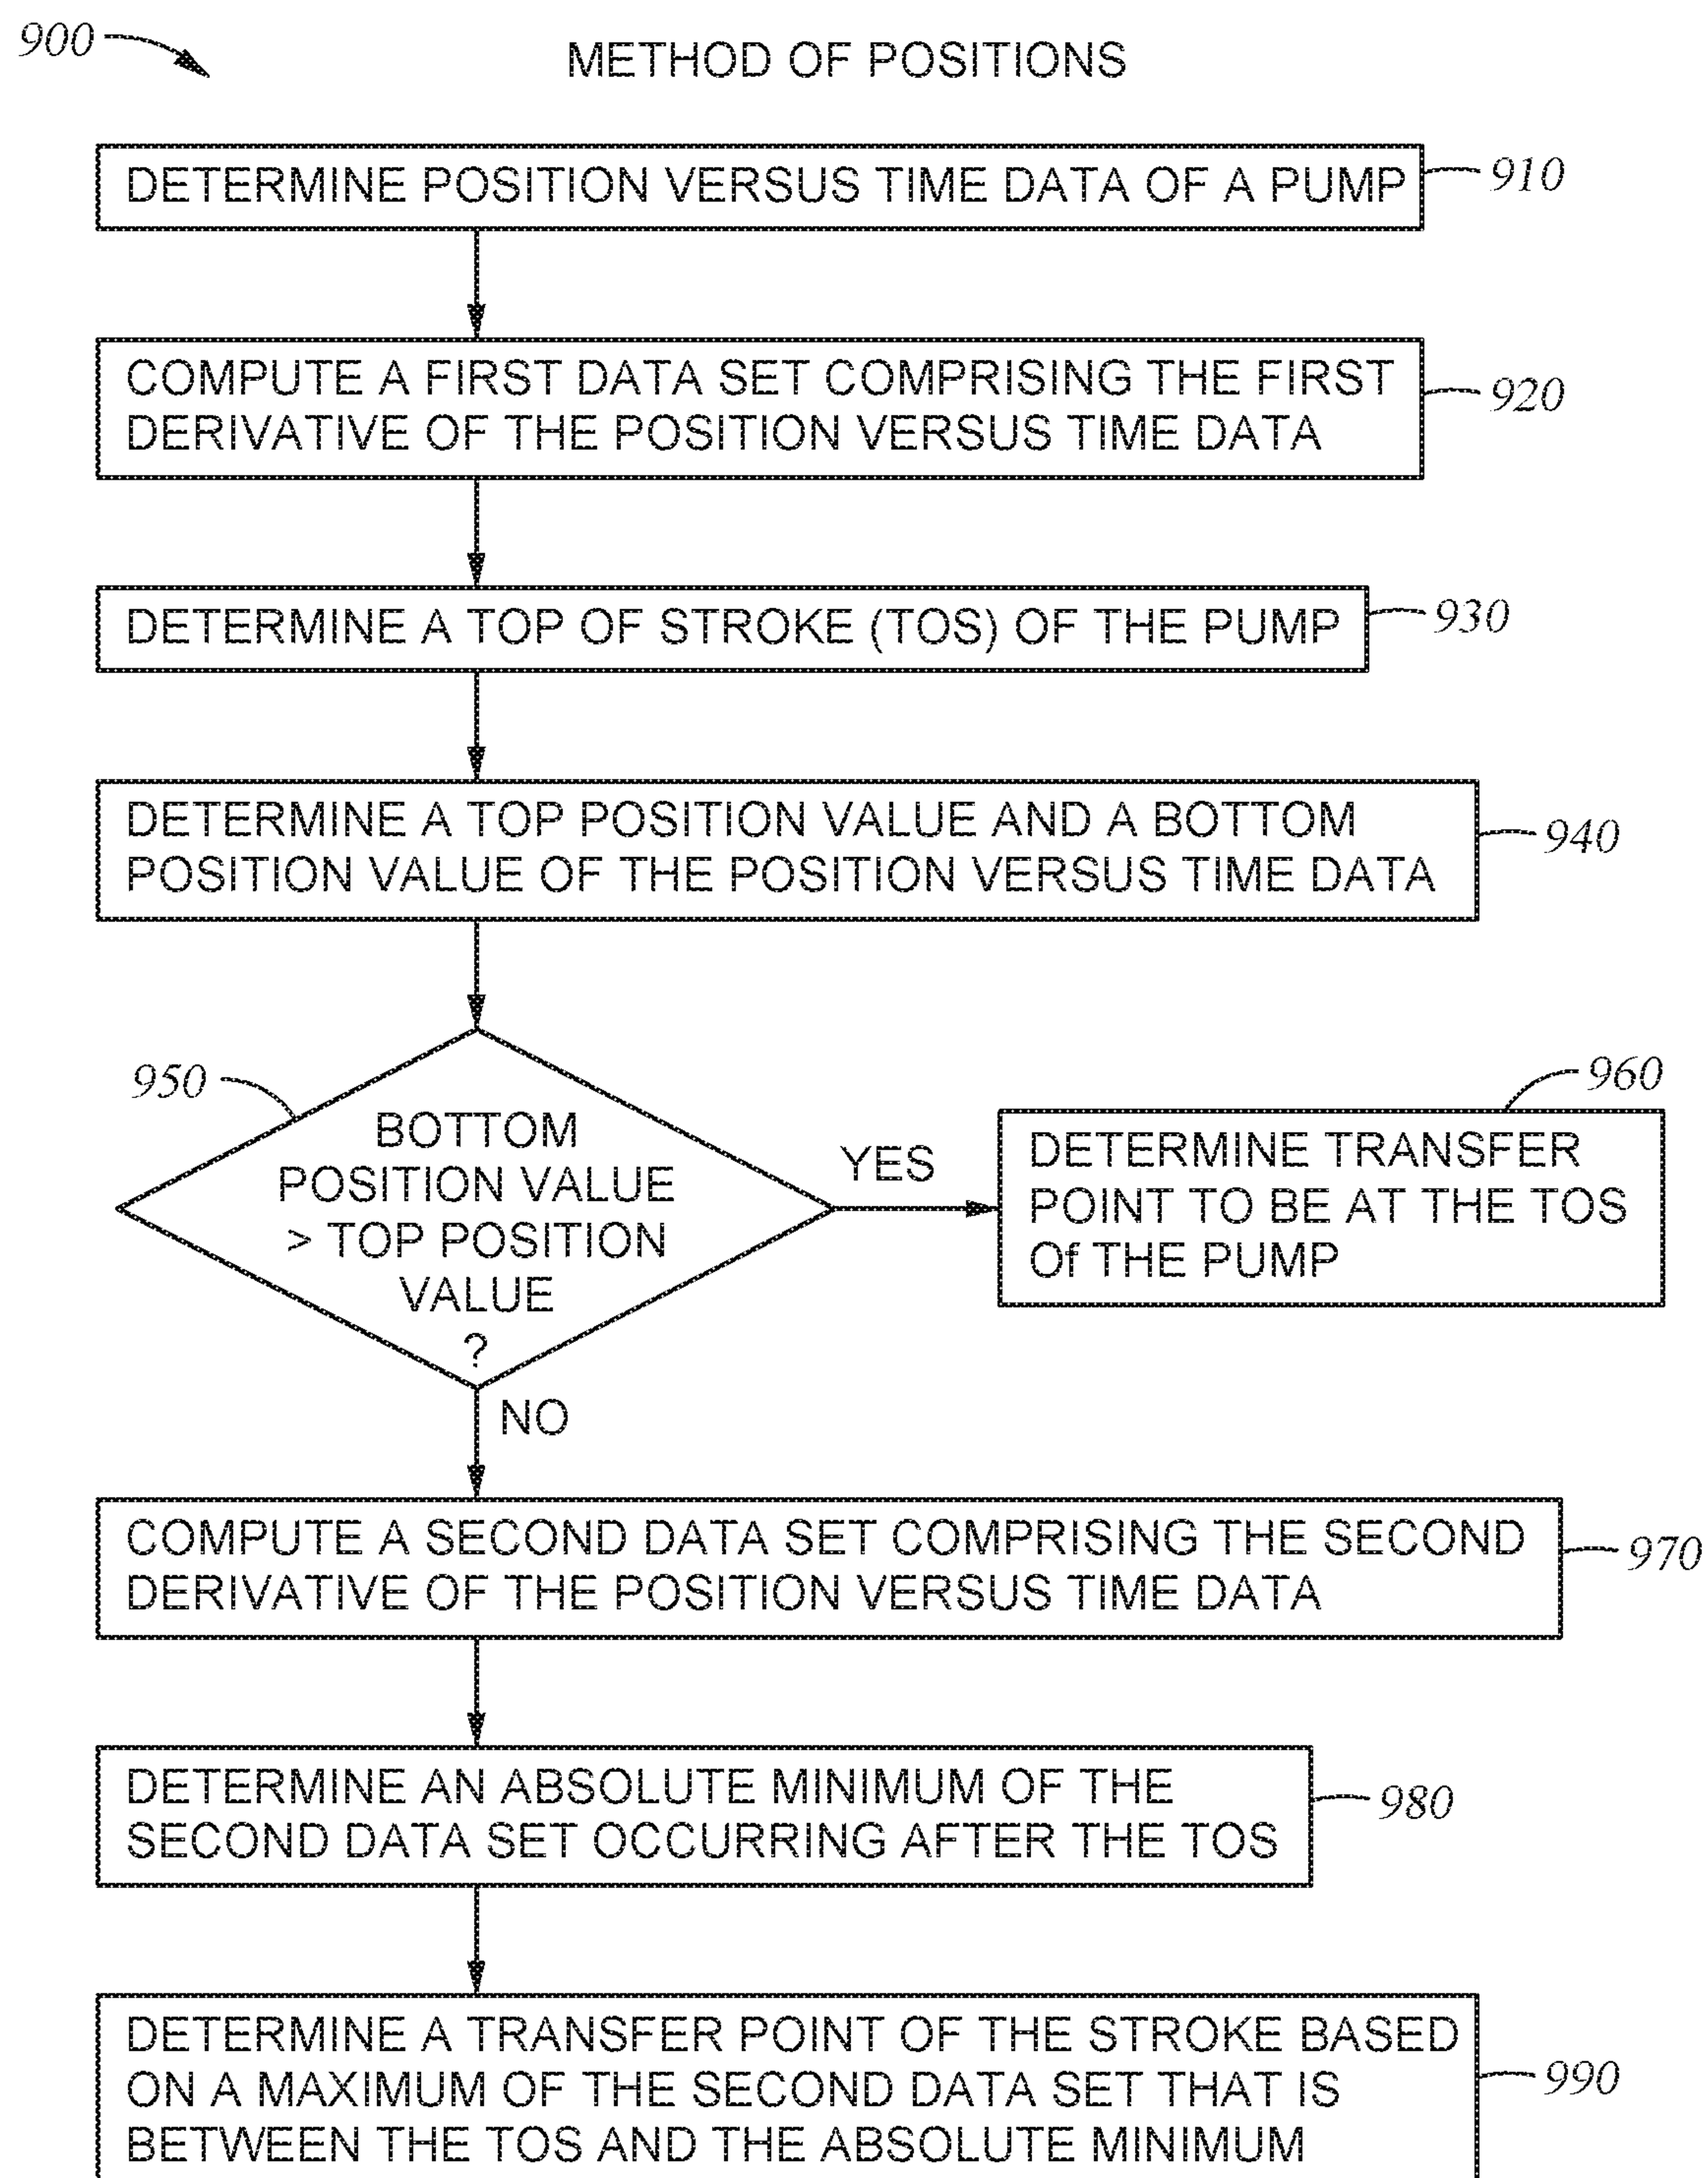 900
METHOD OF POSITIONS
DETERMINE POSITION VERSUS TIME DATA OF A PUMP
910
COMPUTE A FIRST DATA SET COMPRISING THE FIRST
DERIVATIVE OF THE POSITION VERSUS TIME DATA
920
DETERMINE A TOP OF STROKE (TOS) OF THE PUMP
930
DETERMINE A TOP POSITION VALUE AND A BOTTOM
POSITION VALUE OF THE POSITION VERSUS TIME DATA
940
950
BOTTOM
POSITION VALUE
> TOP POSITION
VALUE
?
YES
960
DETERMINE TRANSFER
POINT TO BE AT THE TOS
Of THE PUMP
NO
COMPUTE A SECOND DATA SET COMPRISING THE SECOND
DERIVATIVE OF THE POSITION VERSUS TIME DATA
970
DETERMINE AN ABSOLUTE MINIMUM OF THE
SECOND DATA SET OCCURRING AFTER THE TOS
980
DETERMINE A TRANSFER POINT OF THE STROKE BASED
ON A MAXIMUM OF THE SECOND DATA SET THAT IS
BETWEEN THE TOS AND THE ABSOLUTE MINIMUM
990